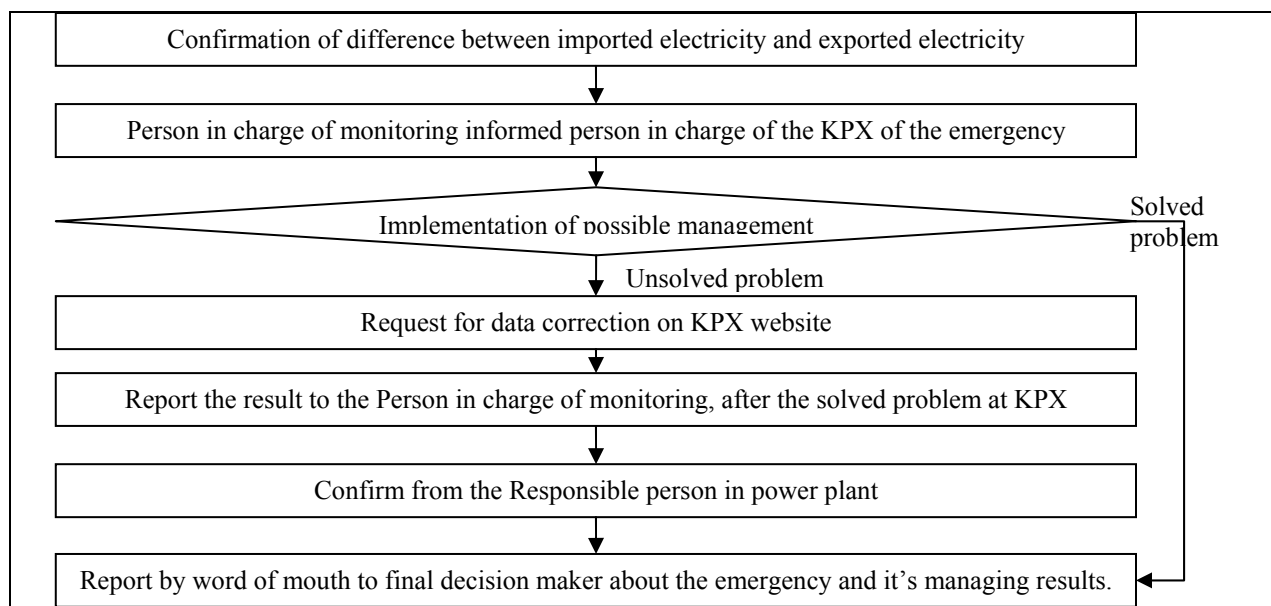 Confirmation of difference between imported electricity and exported electricity
Person in charge of monitoring informed person in charge of the KPX of the emergency
Implementation of possible management
Solved
problem
Unsolved problem
Request for data correction on KPX website
Report the result to the Person in charge of monitoring, after the solved problem at KPX
Confirm from the Responsible person in power plant
Report by word of mouth to final decision maker about the emergency and it’s managing results.